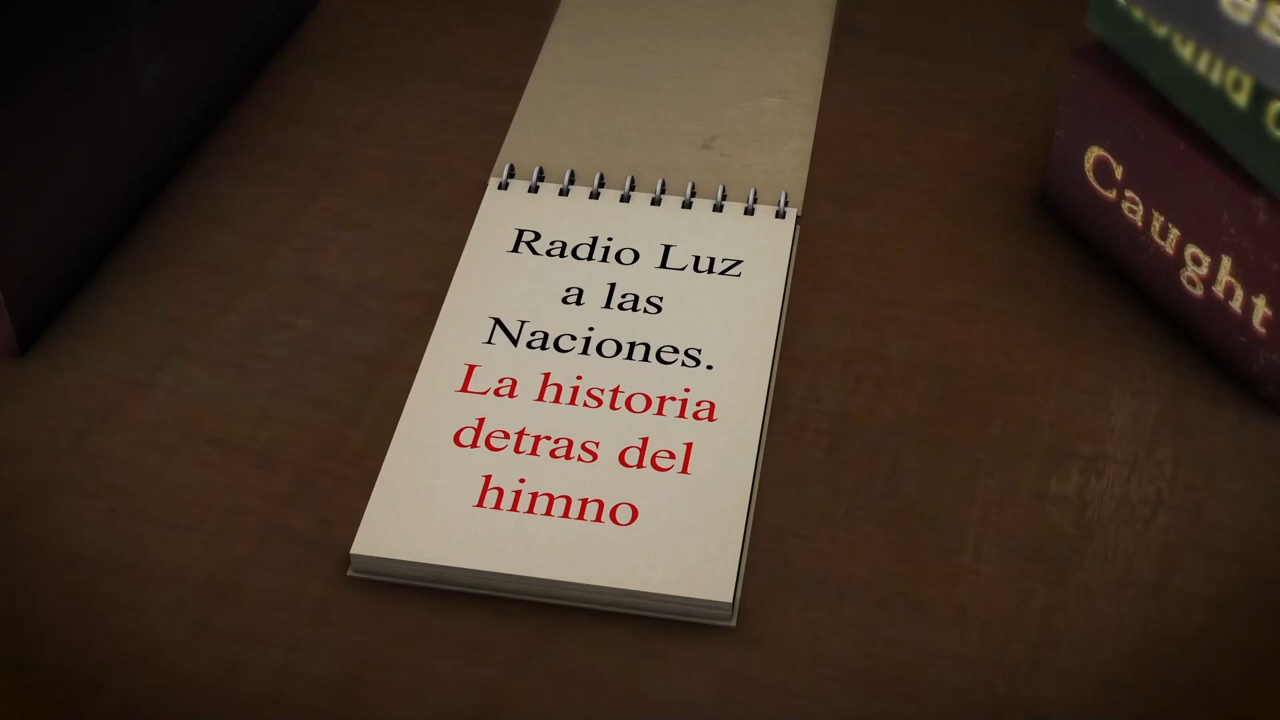 Radio Luz
a las
Naciones.
La historia
detras del
himno
Caught